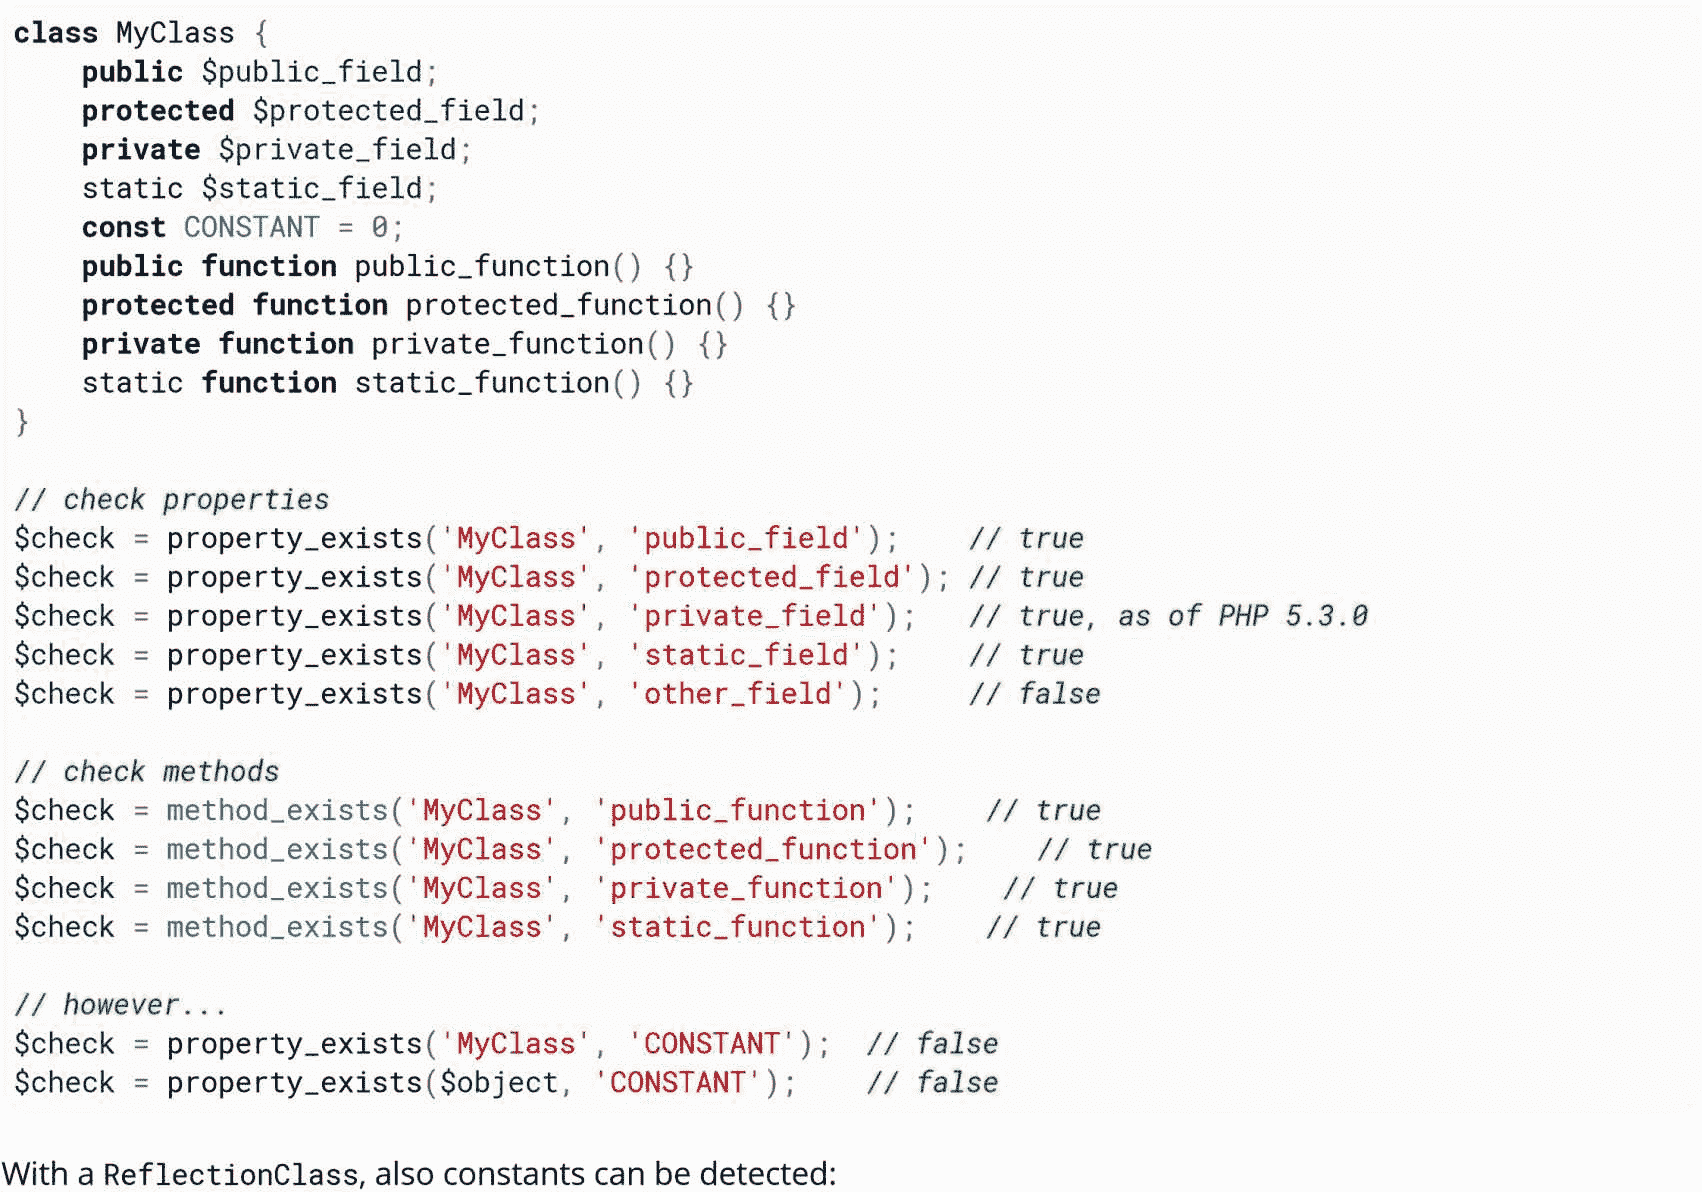 class MyClass {
    public $public_field;
    protected $protected_field;
    private $private_field;
    static $static_field;
    const CONSTANT = 0;
    public function public_function() {}
    protected function protected_function() {}
    private function private_function() {}
    static function static_function() {}
}

// check properties
$check = property_exists('MyClass', 'public_field');    // true
$check = property_exists('MyClass', 'protected_field'); // true
$check = property_exists('MyClass', 'private_field');   // true, as of PHP 5.3.0
$check = property_exists('MyClass', 'static_field');    // true
$check = property_exists('MyClass', 'other_field');     // false

// check methods
$check = method_exists('MyClass', 'public_function');    // true
$check = method_exists('MyClass', 'protected_function');    // true
$check = method_exists('MyClass', 'private_function');    // true
$check = method_exists('MyClass', 'static_function');    // true

// however...
$check = property_exists('MyClass', 'CONSTANT');  // false
$check = property_exists($object, 'CONSTANT');    // false

With a ReflectionClass, also constants can be detected: